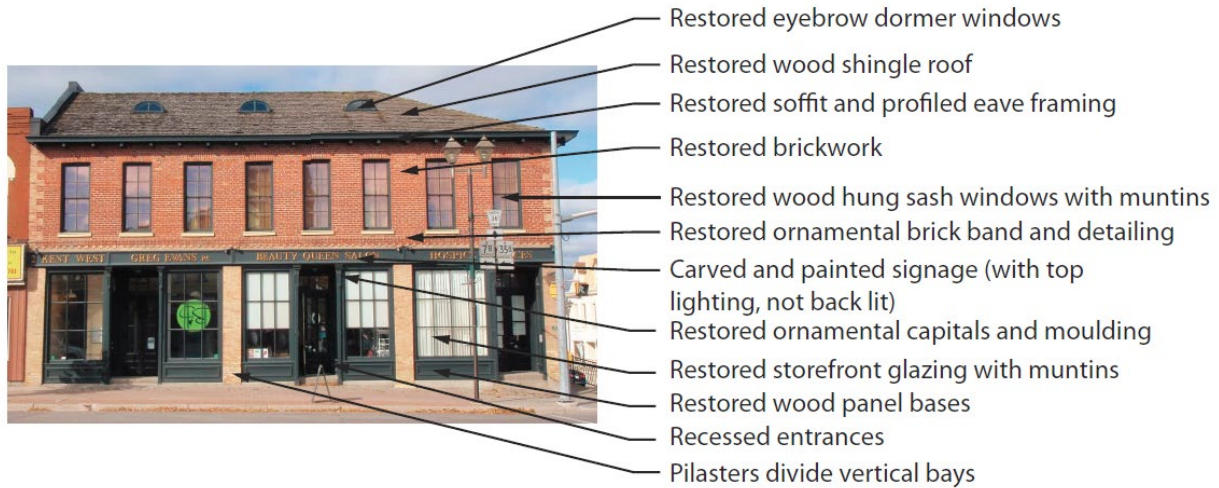 Restored eyebrow dormer windows
Restored wood shingle roof
Restored soffit and profiled eave framing
Restored brickwork
Restored wood hung sash windows with muntins
Restored ornamental brick band and detailing
Carved and painted signage (with top
lighting, not back lit)
Restored ornamental capitals and moulding
Restored storefront glazing with muntins
Restored wood panel bases
Recessed entrances
Pilasters divide vertical bays
KENT WEST GREG EVANS BEAUTY QUEEN SALON
7B 35